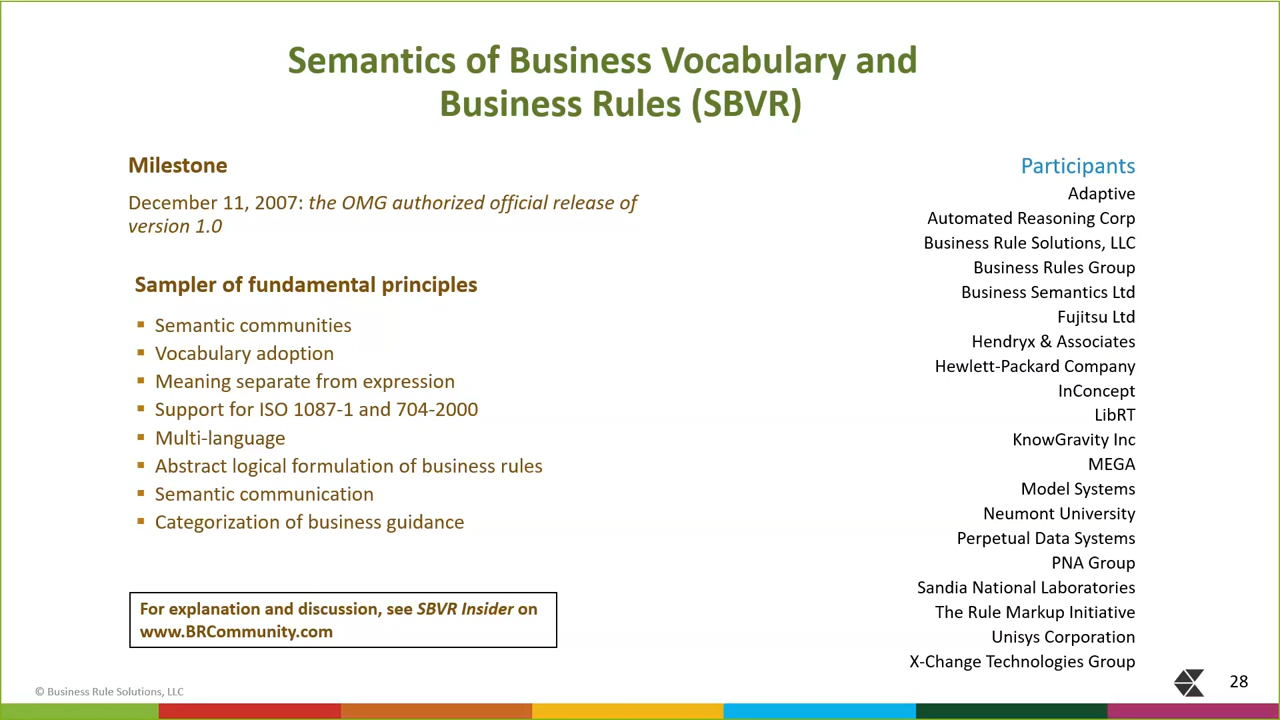 Semantics of Business Vocabulary and
Business Rules (SBVR)
Milestone
December 11, 2007: the OMG authorized official release of
version 1.0
Sampler of fundamental principles
▪ Semantic communities
▪ Vocabulary adoption
▪ Meaning separate from expression
▪ Support for ISO 1087-1 and 704-2000
▪ Multi-language
▪ Abstract logical formulation of business rules
▪ Semantic communication
▪ Categorization of business guidance
For explanation and discussion, see SBVR Insider on
www.BRCommunity.com
Participants
Adaptive
Automated Reasoning Corp
Business Rule Solutions, LLC
Business Rules Group
Business Semantics Ltd
Fujitsu Ltd
Hendryx & Associates
Hewlett-Packard Company
InConcept
LibRT
KnowGravity Inc
MEGA
Model Systems
Neumont University
Perpetual Data Systems
PNA Group
Sandia National Laboratories
The Rule Markup Initiative
Unisys Corporation
X-Change Technologies Group
© Business Rule Solutions, LLC
28